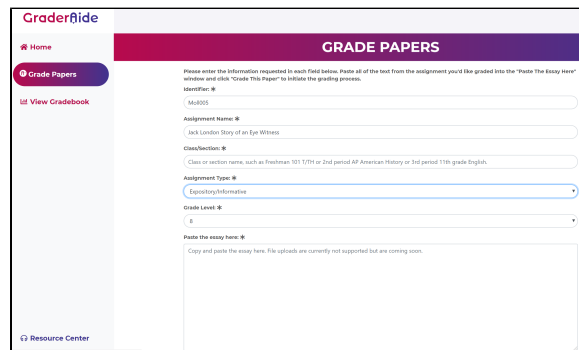 GraderAide
Home
GRADE PAPERS
Grade Papers
Please enter the information requested in each field below. Paste all of the text from the assignment you'd like graded into the "Paste The Essay Here"
window and click "Grade This Paper" to initiate the grading process.
Identifier: *
Moll005
View Gradebook
Assignment Name: *
Jack London Story of an Eye Witness
Class/Section: *
Class or section name, such as Freshman 101 T/TH or 2nd period AP American History or 3rd period 11th grade English.
Assignment Type: *
Expository/Informative
Grade Level: *
8
Paste the essay here: *
Copy and paste the essay here. File uploads are currently not supported but are coming soon.
Resource Center